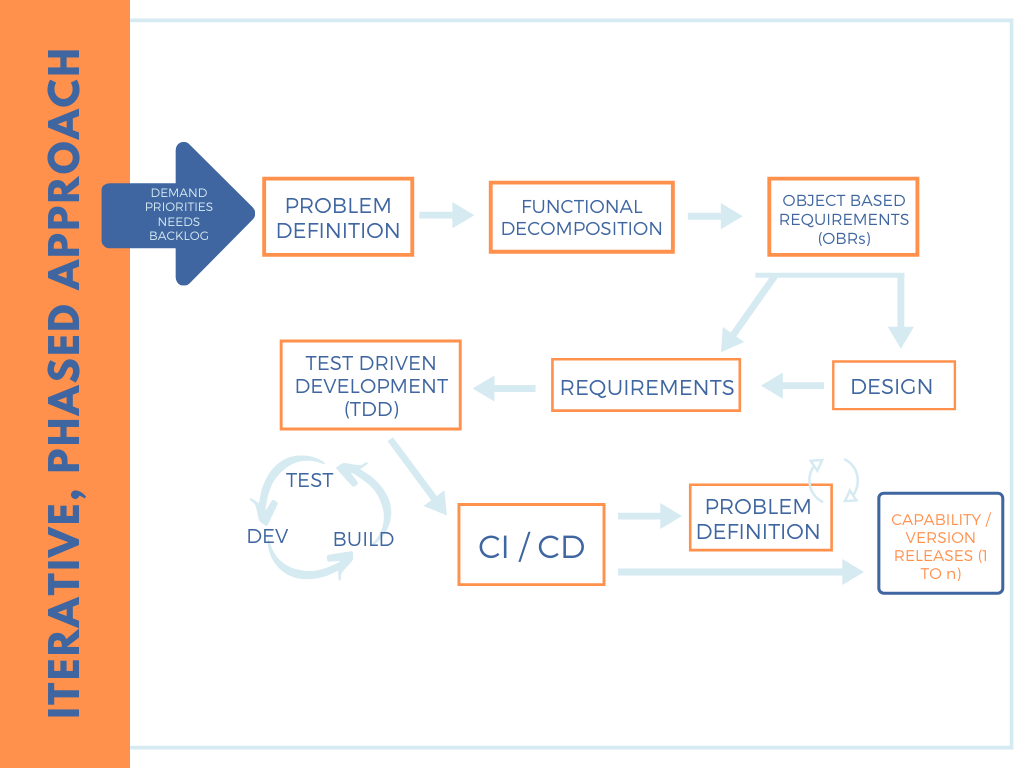 ITERATIVE, PHASED APPROACH
DEMAND
PRIORITIES
NEEDS
BACKLOG
PROBLEM
DEFINITION
FUNCTIONAL
DECOMPOSITION
OBJECT BASED
REQUIREMENTS
(OBRs)
TEST DRIVEN
DEVELOPMENT
(TDD)
REQUIREMENTS
DESIGN
TEST
DEV
BUILD
CI / CD
PROBLEM
DEFINITION
CAPABILITY /
VERSION
RELEASES (1
TO n)